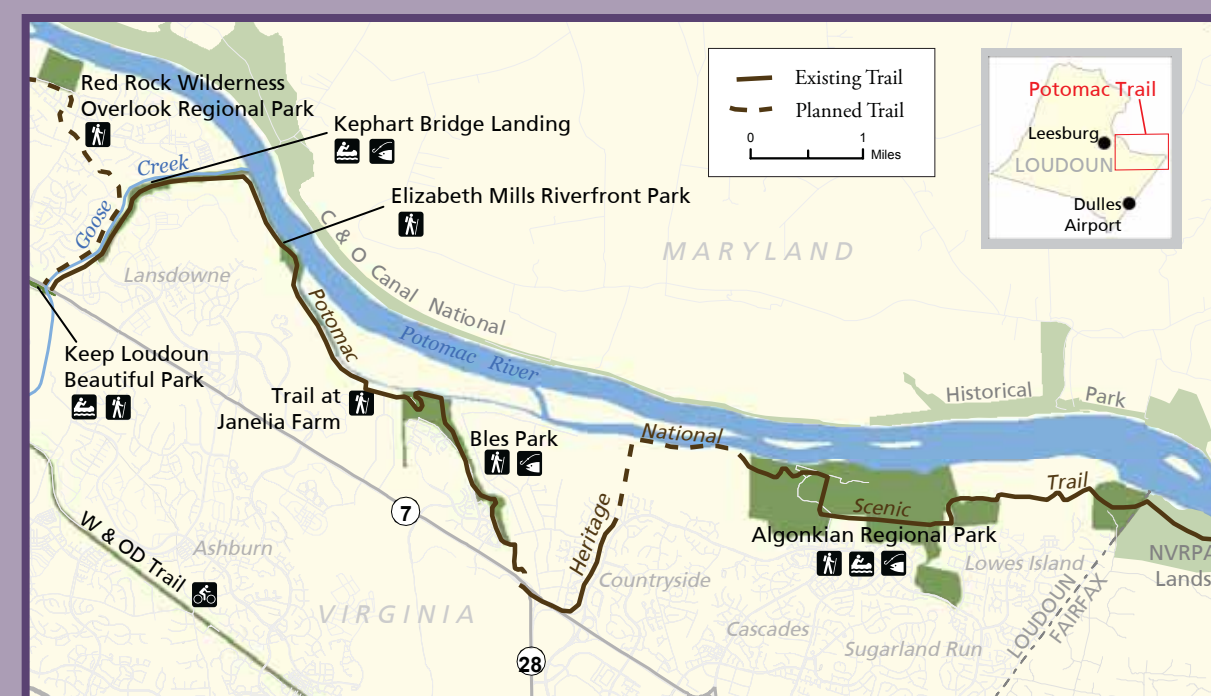 Red Rock Wilderness
Overlook Regional Park
Kephart Bridge Landing
Existing Trail
Planned Trail
0
1
Miles
Potomac Trail
Leesburg
LOUDOUN
Dulles
Airport
Creek
Goose
Elizabeth Mills Riverfront Park
Lansdowne
C & O Canal National
MARYLAND
Potomac
Potomac River
Keep Loudoun
Beautiful Park
Trail at
Janelia Farm
Historical
Park
Bles Park
National
Trail
Scenic
Heritage
7
Algonkian Regional Park
W & OD Trail
Ashburn
Countryside
Lowes Island
NVRPA
Lands
LOUDOUN
FAIRFAX
VIRGINIA
Cascades
Sugarland Run
28